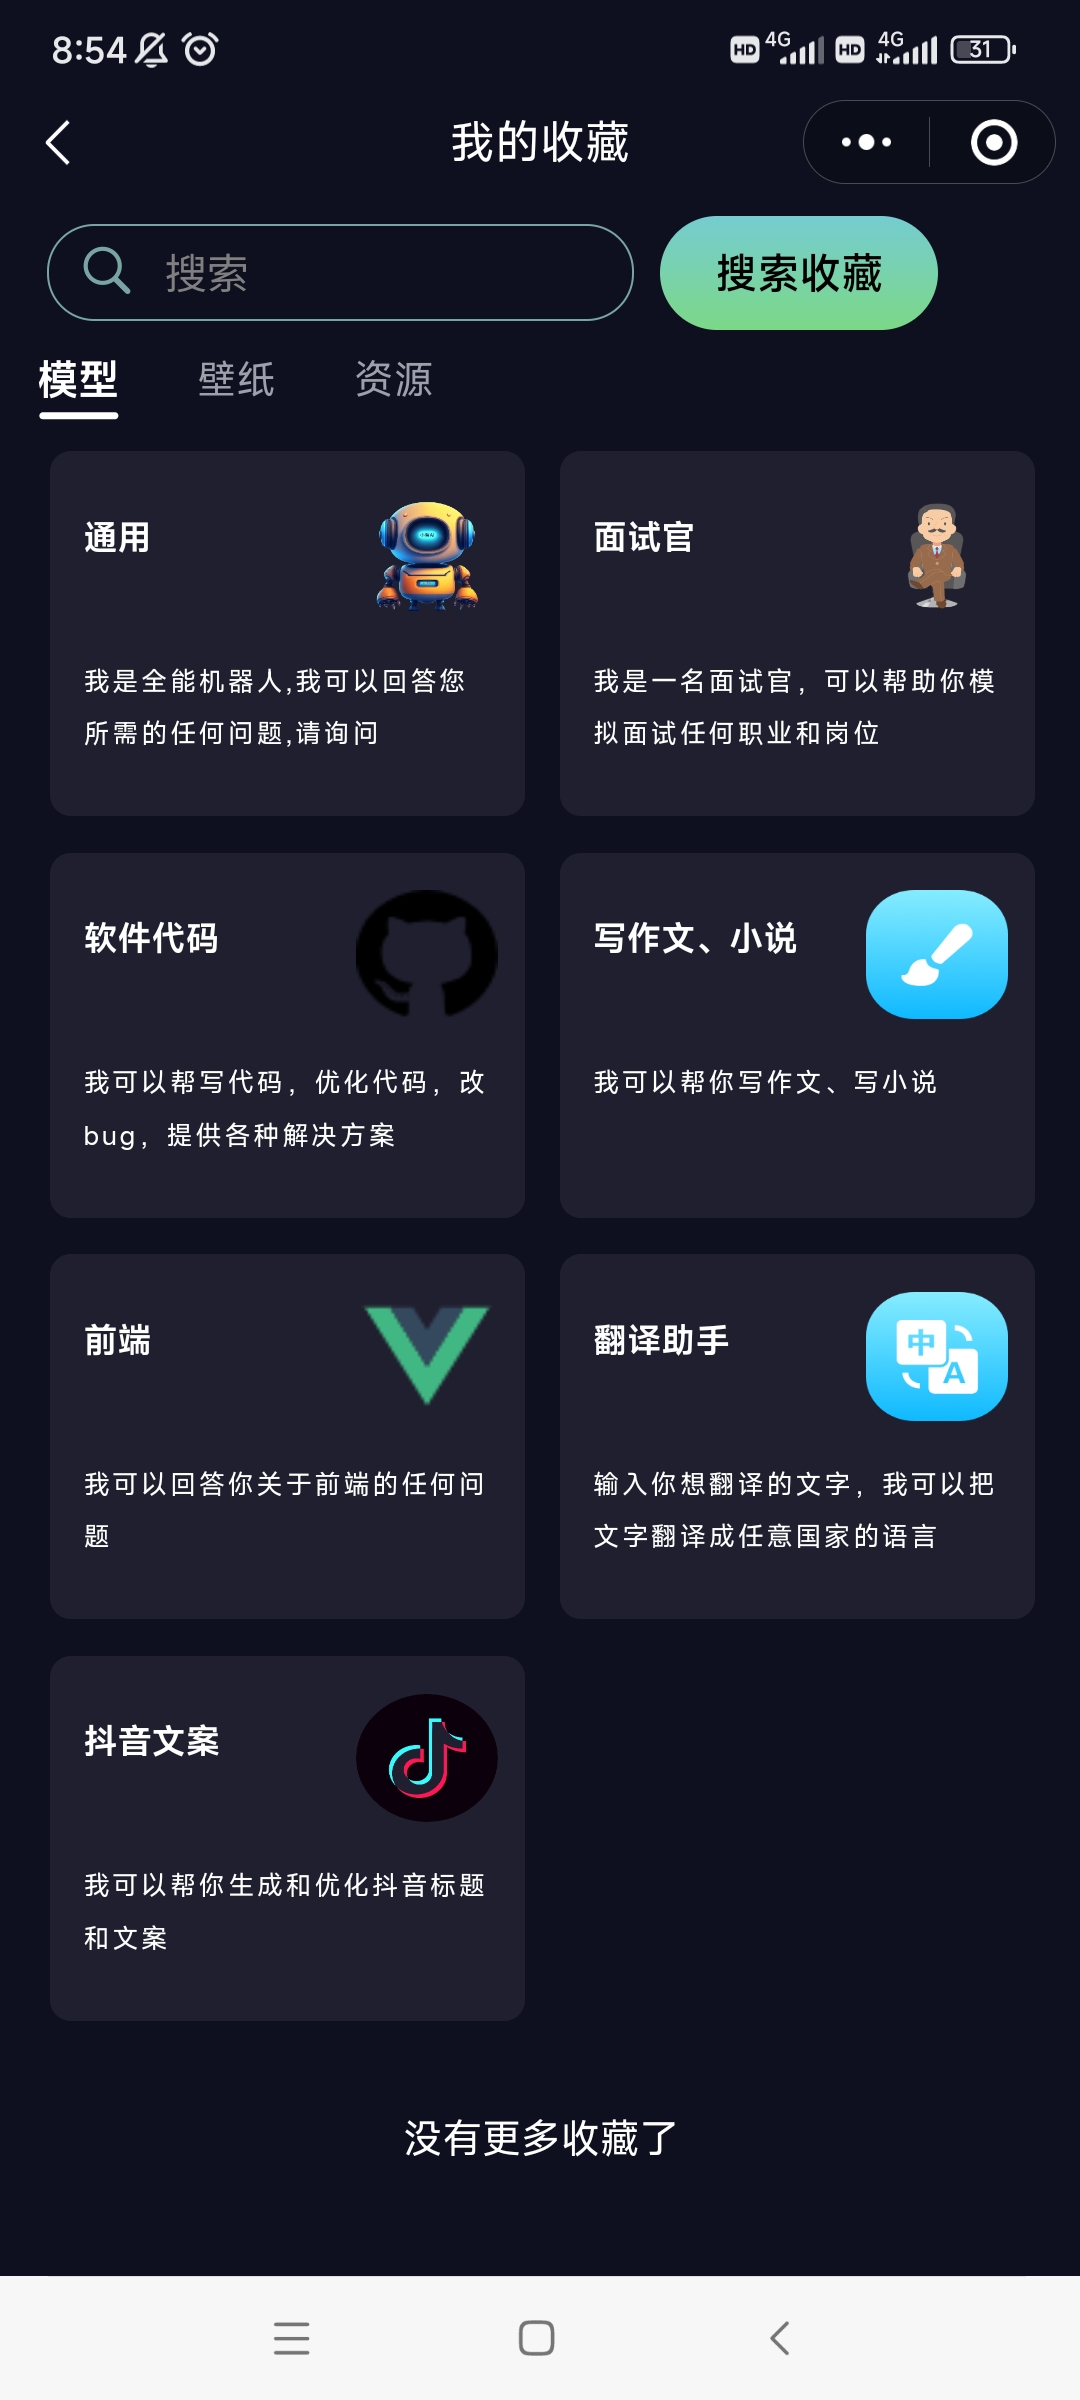 8:54
HD 4G HD 4G 31
我的收藏
搜索
搜索收藏
模型 壁纸 资源
通用
我是全能机器人,我可以回答您
所需的任何问题,请询问
面试官
我是一名面试官，可以帮助你模
拟面试任何职业和岗位
软件代码
我可以帮写代码，优化代码，改
bug，提供各种解决方案
写作文、小说
我可以帮你写作文、写小说
前端
我可以回答你关于前端的任何问
题
翻译助手
中
A
输入你想翻译的文字，我可以把
文字翻译成任意国家的语言
抖音文案
我可以帮你生成和优化抖音标题
和文案
没有更多收藏了